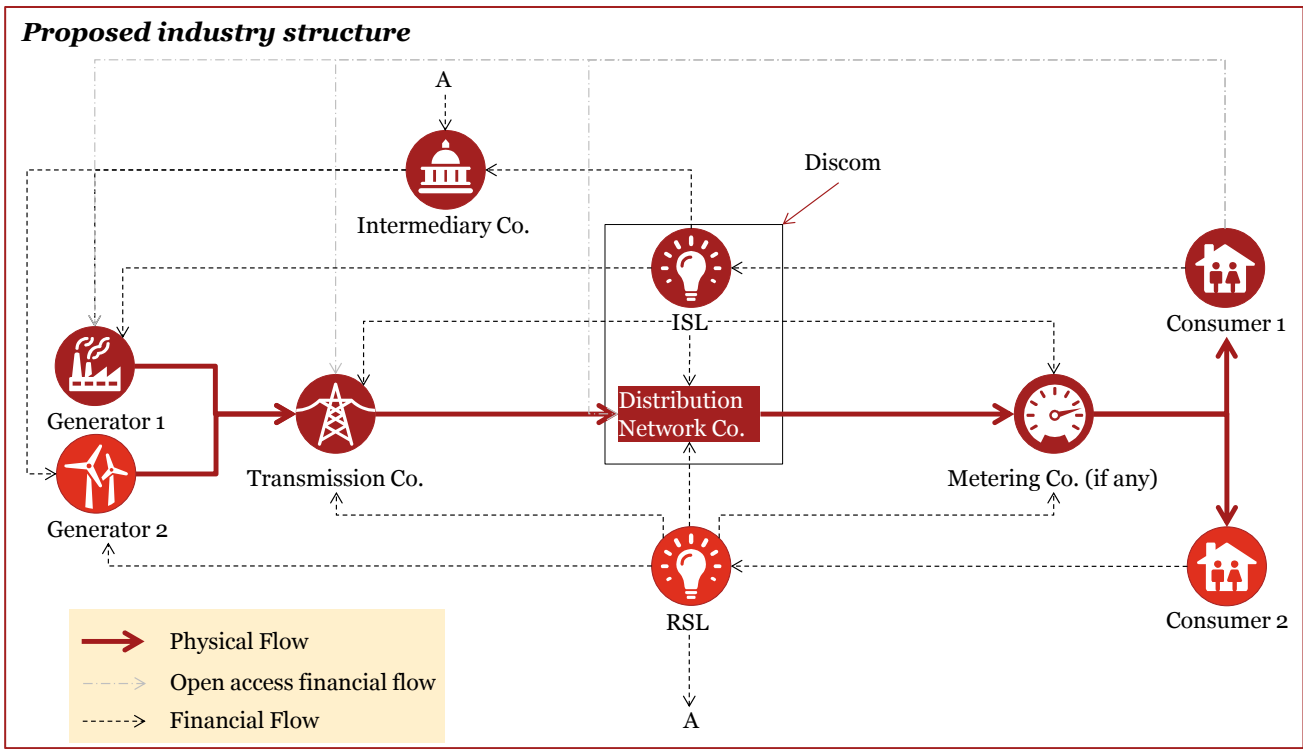 Proposed industry structure
A
Discom
Intermediary Co.
ISL
Consumer 1
Generator 1
Distribution
Network Co.
Transmission Co.
Metering Co. (if any)
Generator 2
RSL
Consumer 2
Physical Flow
Open access financial flow
Financial Flow
A